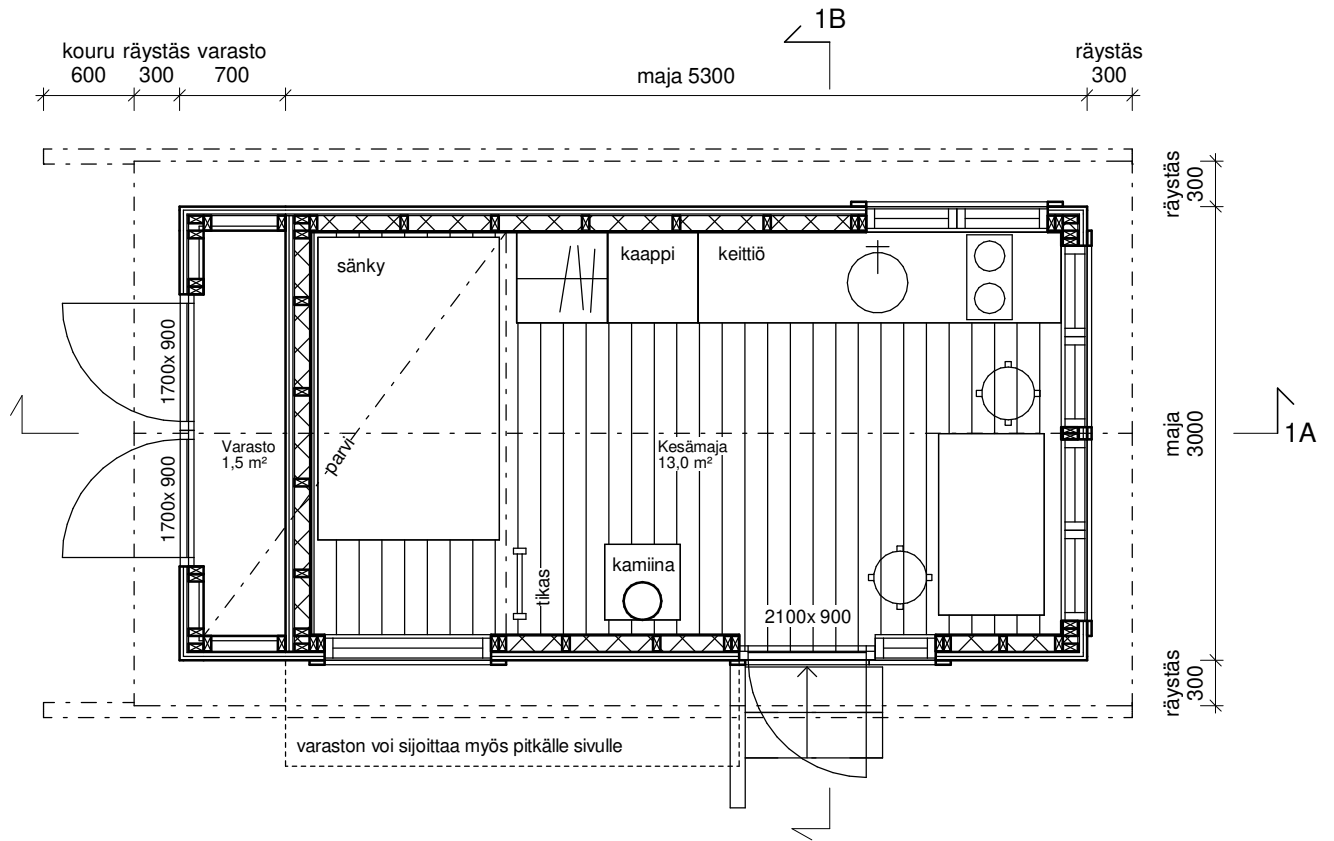 1B
kouru räystäs varasto
600 300 700
maja 5300
räystäs
300
räystäs
300
sänky
kaappi
keittiö
1700x 900
parvi
Varasto
1,5 m²
Kesämaja
13,0 m²
maja
3000
1A
1700x 900
tikas
kamiina
2100x 900
räystäs
300
varaston voi sijoittaa myös pitkälle sivulle